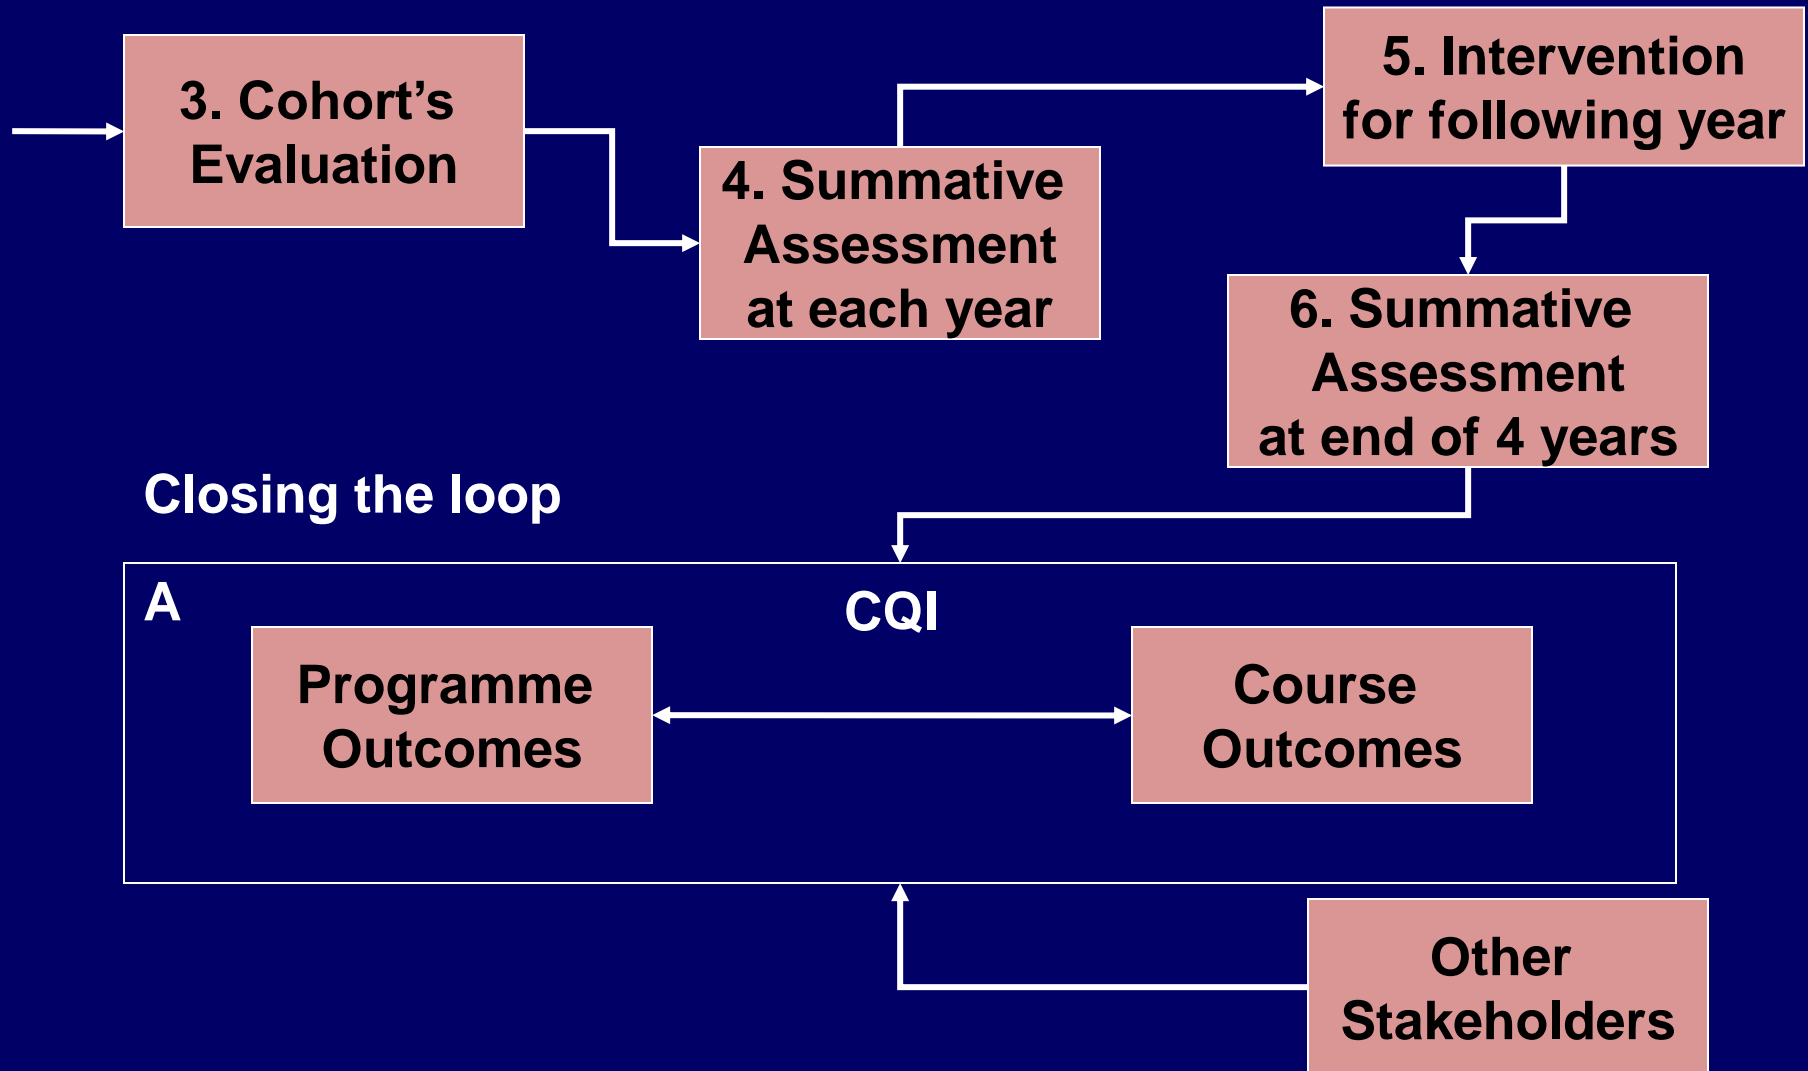 3. Cohort’s
Evaluation
4. Summative
Assessment
at each year
5. Intervention
for following year
6. Summative
Assessment
at end of 4 years
Closing the loop
A
CQI
Programme
Outcomes
Course
Outcomes
Other
Stakeholders